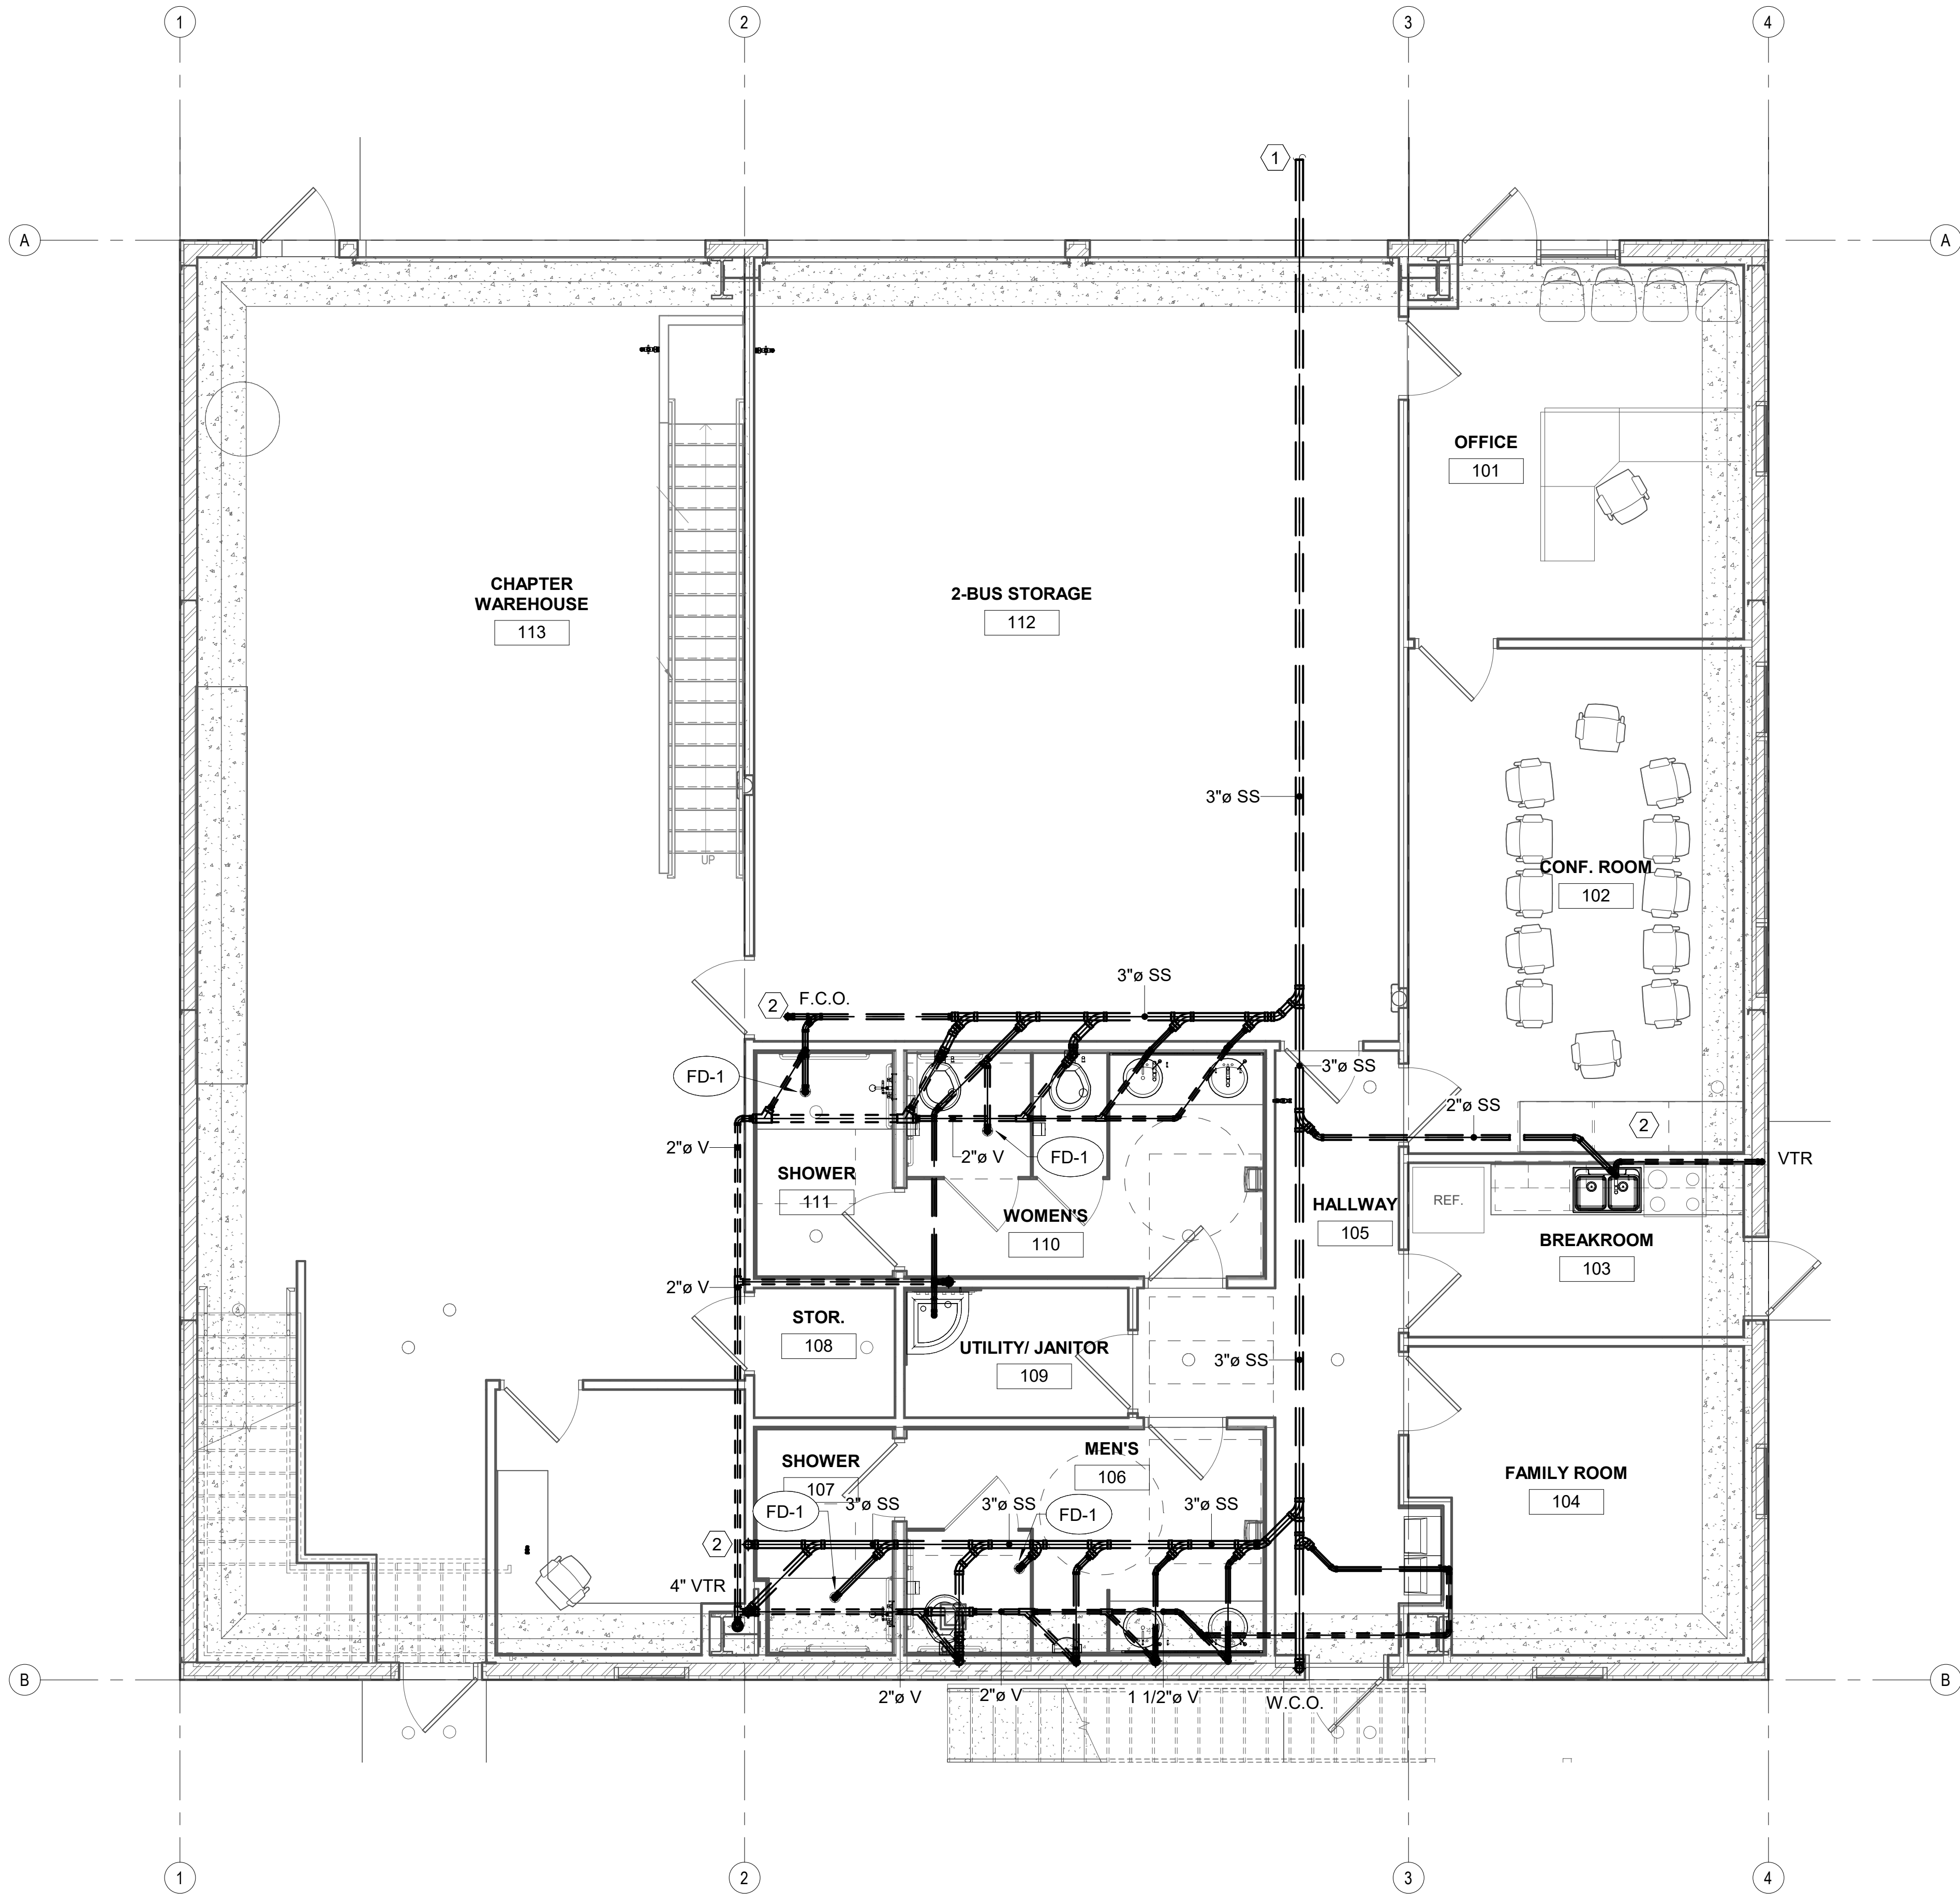 1
2
3
4
1
A
A
OFFICE
101
CHAPTER
WAREHOUSE
113
2-BUS STORAGE
112
3"ø SS
UP
CONF. ROOM
102
3"ø SS
2
F.C.O.
3"ø SS
FD-1
2"ø SS
2
2"ø V
2"ø V
FD-1
VTR
SHOWER
111
WOMEN'S
110
HALLWAY
105
REF.
BREAKROOM
103
2"ø V
STOR.
108
UTILITY/ JANITOR
109
3"ø SS
SHOWER
107
MEN'S
106
FAMILY ROOM
104
FD-1
3"ø SS
3"ø SS
FD-1
3"ø SS
2
4" VTR
B
B
2"ø V
2"ø V
1 1/2"ø V
W.C.O.
1
2
3
4